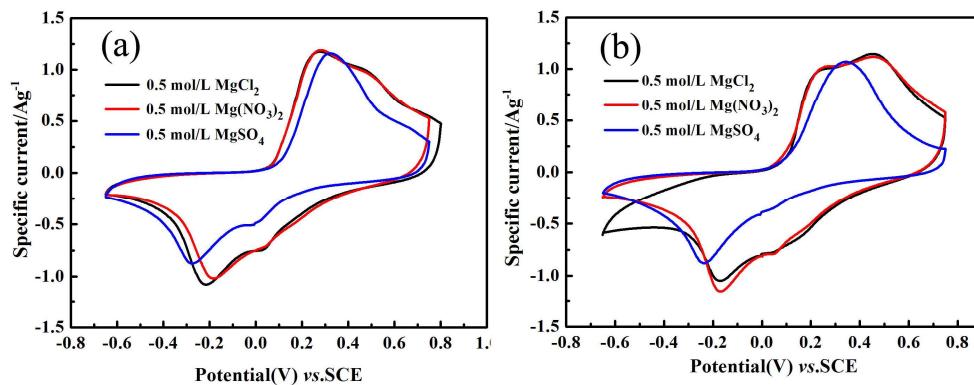 (a)
0.5 mol/L MgCl₂
0.5 mol/L Mg(NO₃)₂
0.5 mol/L MgSO₄
Specific current/Ag⁻¹
1.5
1.0
0.5
0.0
-0.5
-1.0
-1.5
-0.8 -0.6 -0.4 -0.2 0.0 0.2 0.4 0.6 0.8 1.
Potential(V) vs.SCE
(b)
0.5 mol/L MgCl₂
0.5 mol/L Mg(NO₃)₂
0.5 mol/L MgSO₄
Specific current/Ag⁻¹
1.5
1.0
0.5
0.0
-0.5
-1.0
-1.5
-0.8 -0.6 -0.4 -0.2 0.0 0.2 0.4 0.6 0.8
Potential(V) vs.SCE